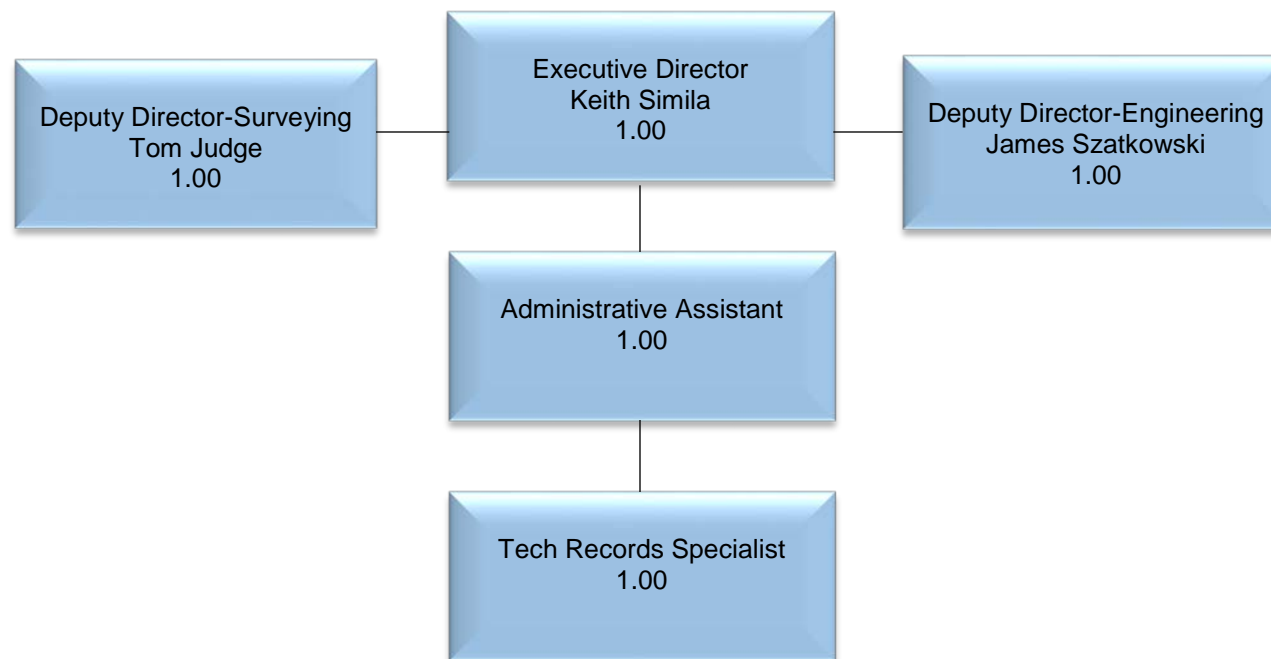 Executive Director
Keith Simila
1.00
Deputy Director-Surveying
Tom Judge
1.00
Deputy Director-Engineering
James Szatkowski
1.00
Administrative Assistant
1.00
Tech Records Specialist
1.00